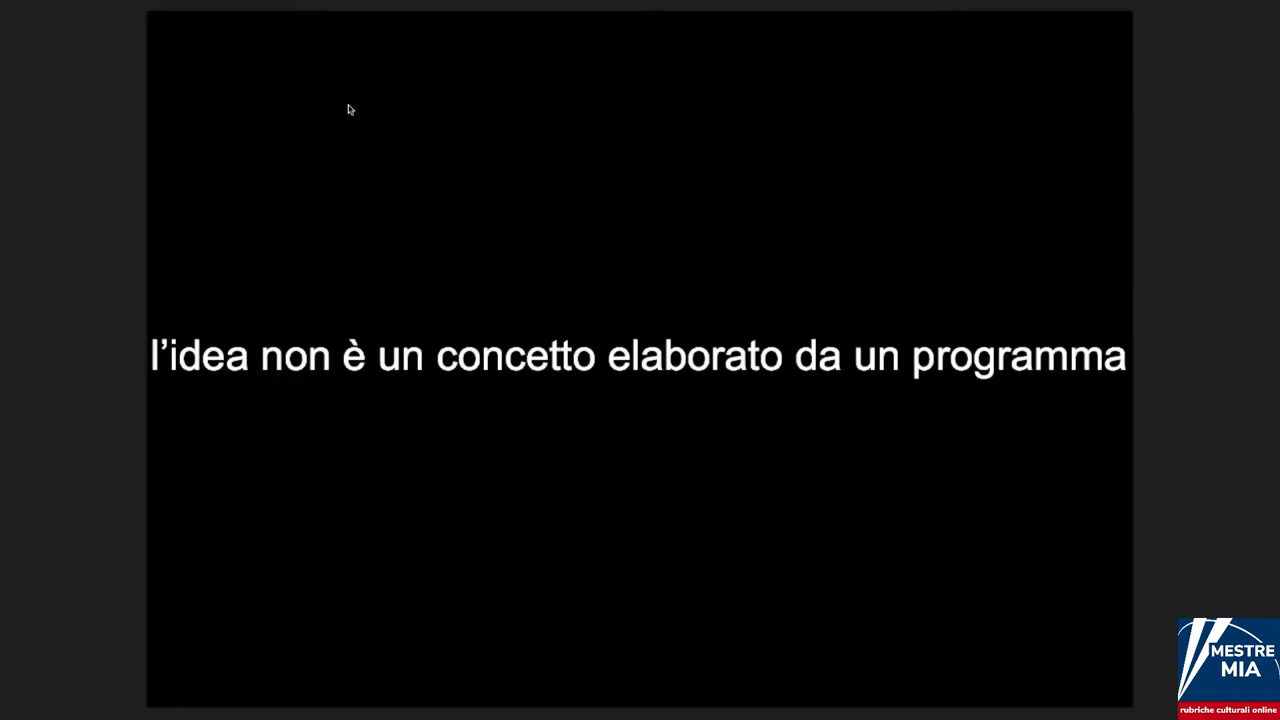 l’idea non è un concetto elaborato da un programma
MESTRE
MIA
rubriche culturali online